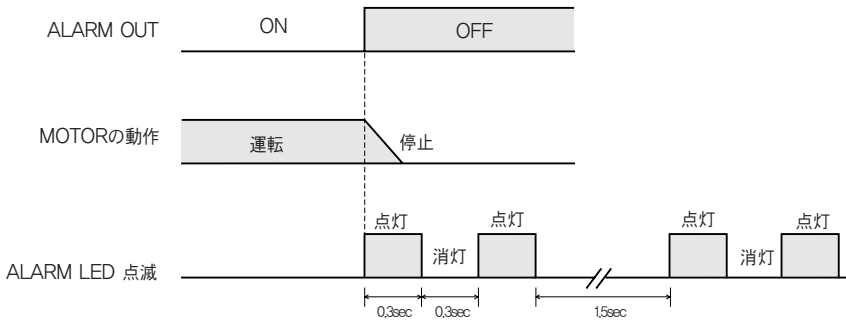 ALARM OUT ON OFF
MOTORの動作 運転 停止
点灯 点灯 点灯 点灯
ALARM LED 点滅 消灯 消灯
0.3sec 0.3sec 1.5sec